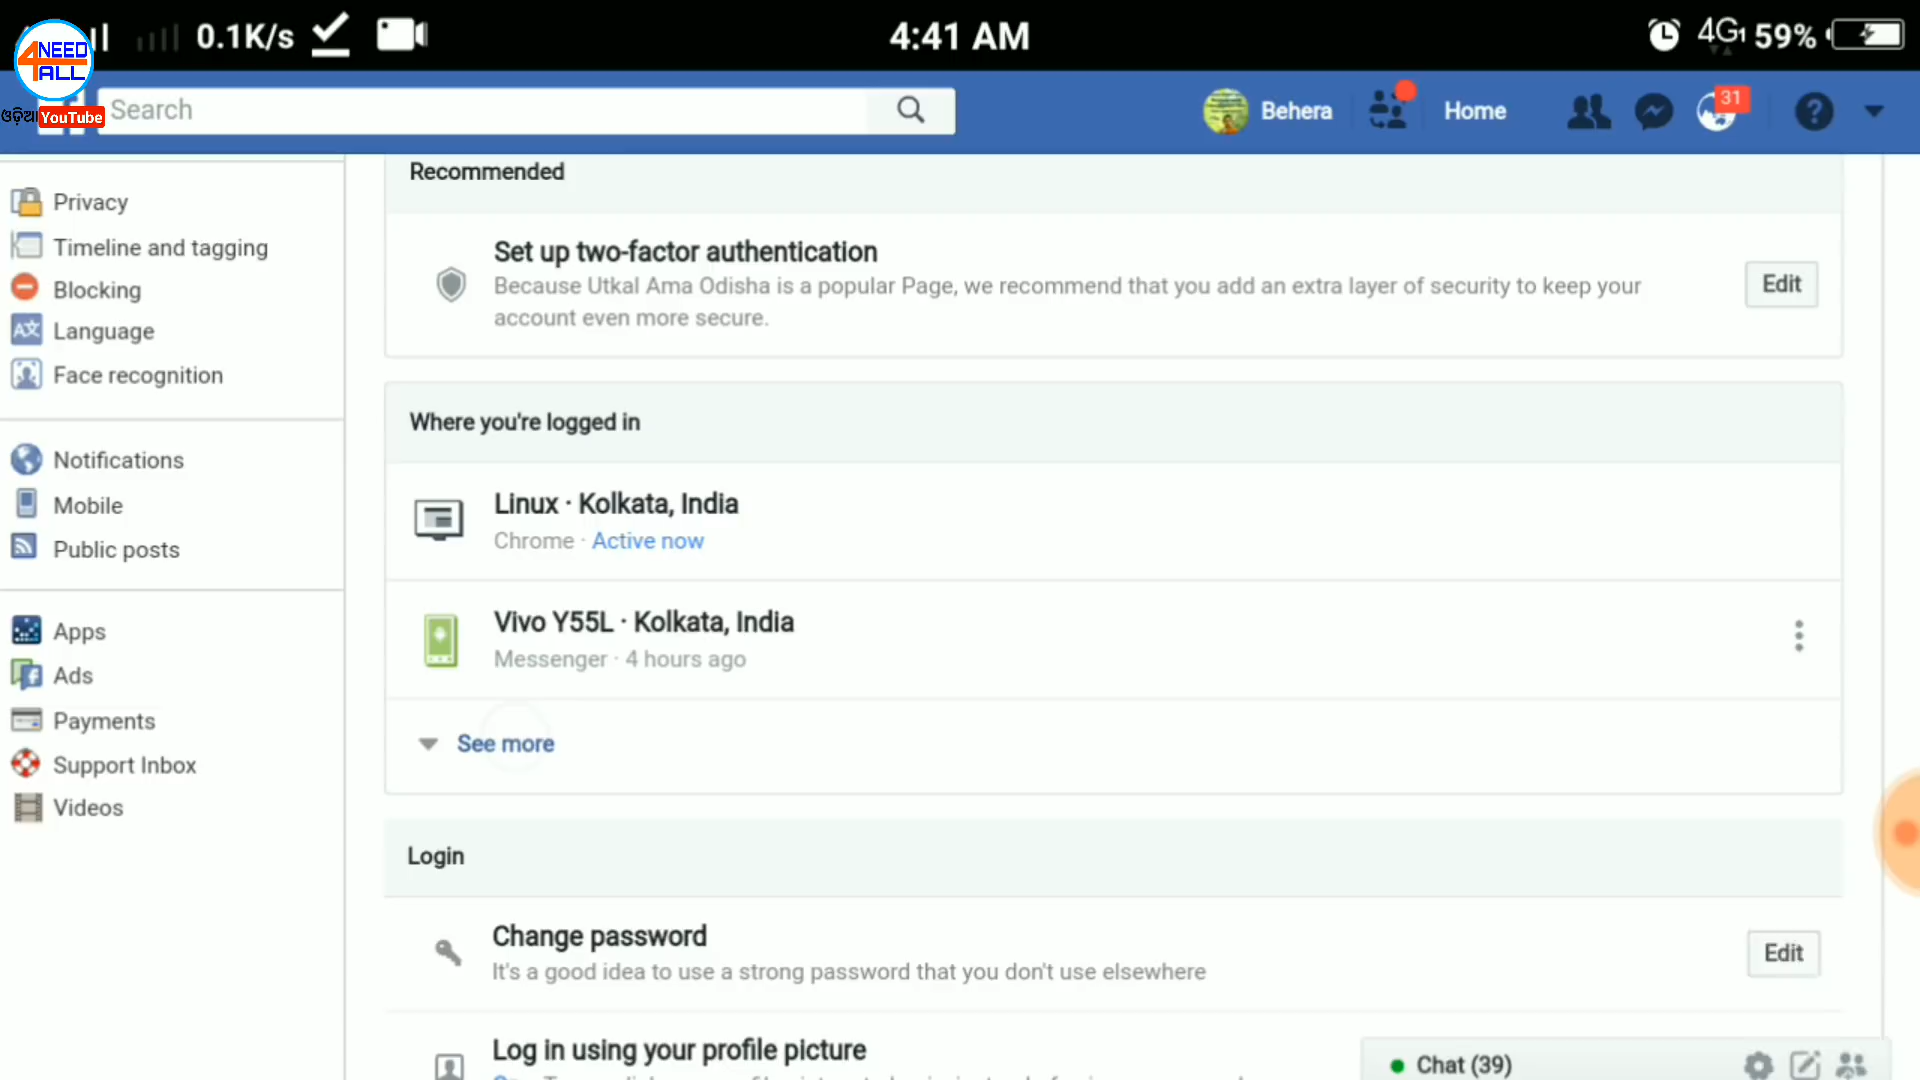 0.1K/s
4:41 AM
4G 59%
4NEED
ALL
ଓଡ଼ିଆ YouTube
Search
Behera
Home
31
Privacy
Timeline and tagging
Blocking
Language
Face recognition
Notifications
Mobile
Public posts
Apps
Ads
Payments
Support Inbox
Videos
Recommended
Set up two-factor authentication
Because Utkal Ama Odisha is a popular Page, we recommend that you add an extra layer of security to keep your
account even more secure.
Edit
Where you're logged in
Linux · Kolkata, India
Chrome · Active now
Vivo Y55L · Kolkata, India
Messenger · 4 hours ago
See more
Login
Change password
It's a good idea to use a strong password that you don't use elsewhere
Edit
Log in using your profile picture
Chat (39)